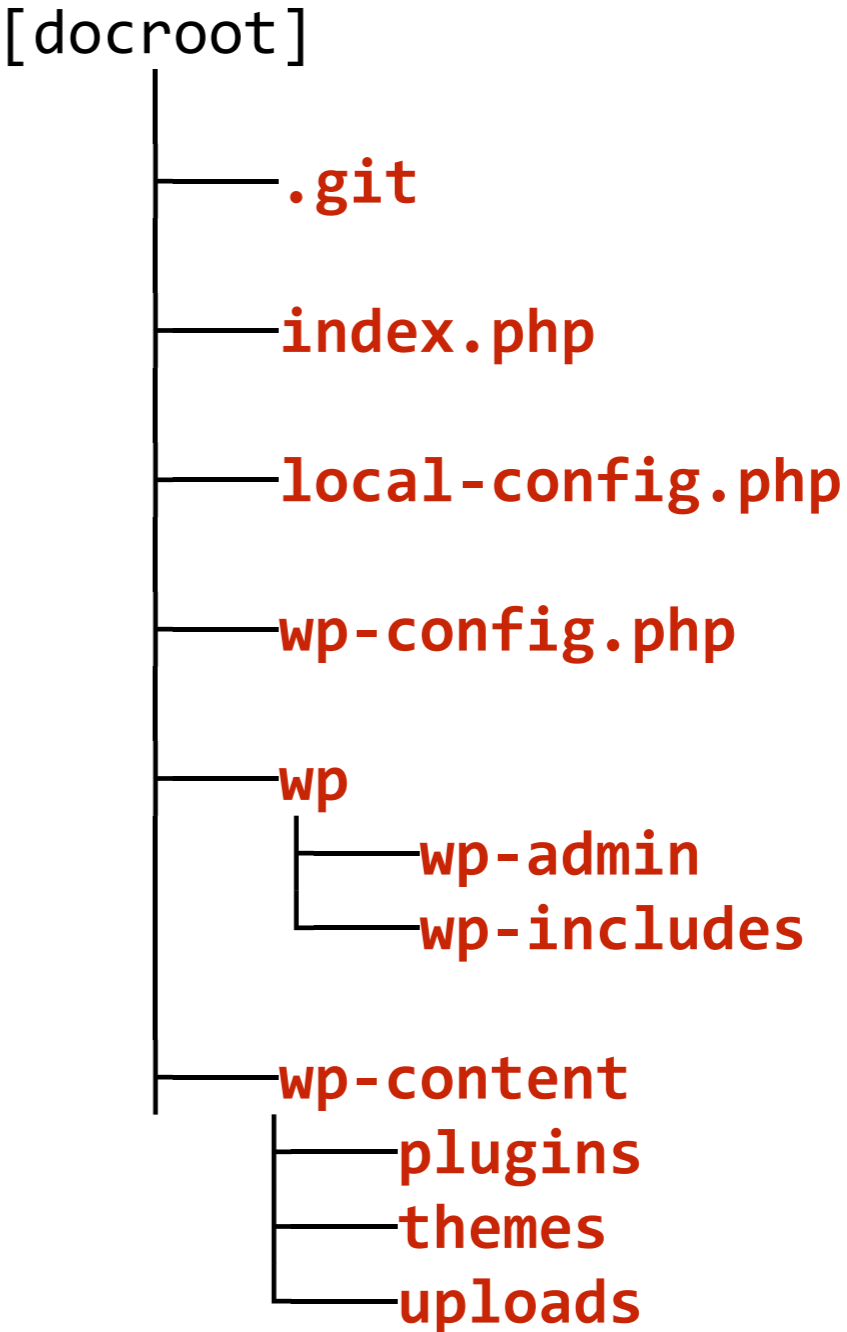 [docroot]
.git
index.php
local-config.php
wp-config.php
wp
wp-admin
wp-includes
wp-content
plugins
themes
uploads